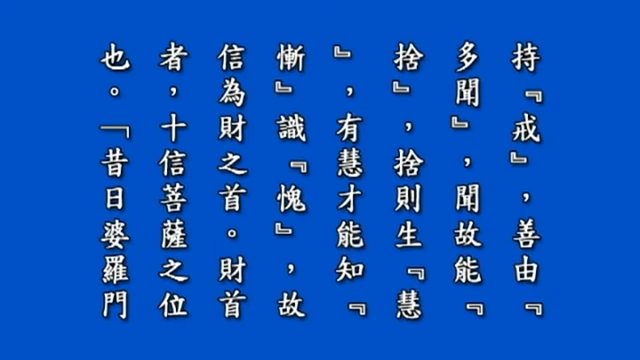 持『戒』，善由『
多聞』，聞故能『
捨』，捨則生『慧
』，有慧才能知『
慚』識『愧』，故
信為財之首。財首
者，十信菩薩之位
也。「昔日婆羅門